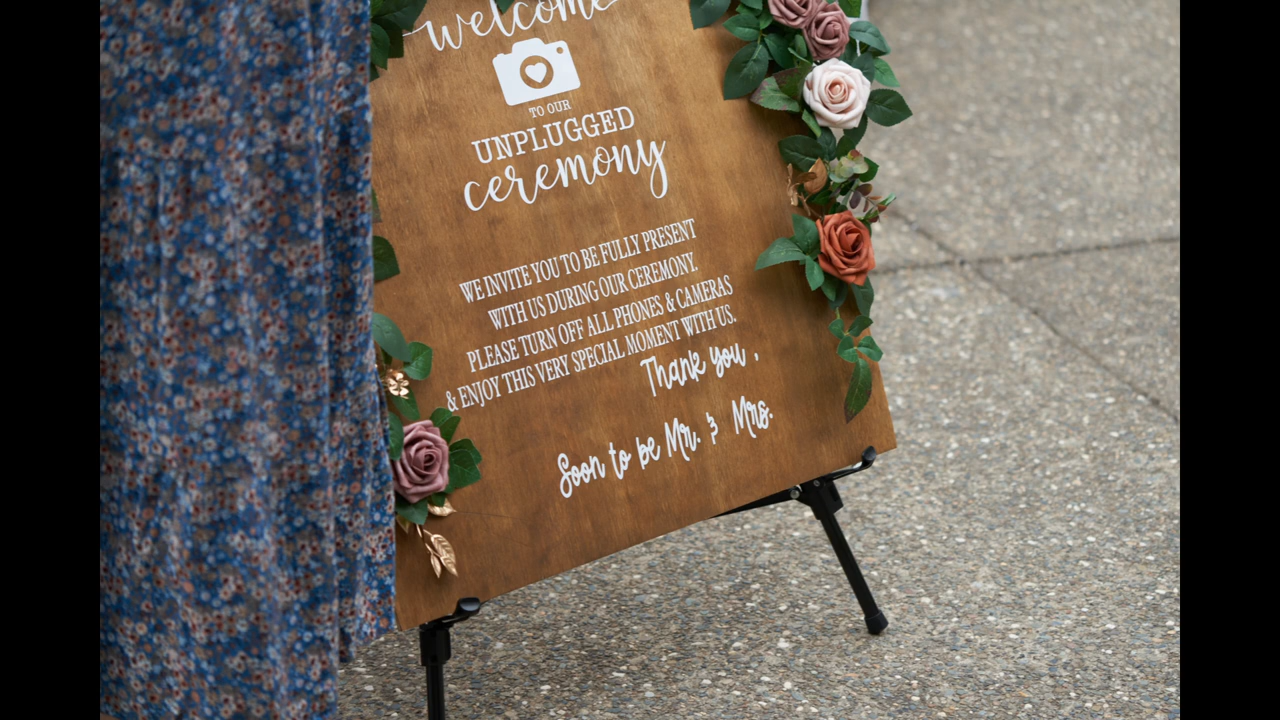 welcome
TO OUR
UNPLUGGED
ceremony
WE INVITE YOU TO BE FULLY PRESENT
WITH US DURING OUR CEREMONY.
PLEASE TURN OFF ALL PHONES & CAMERAS
& ENJOY THIS VERY SPECIAL MOMENT WITH US.
Thank you,
Soon to be Mr. & Mrs.